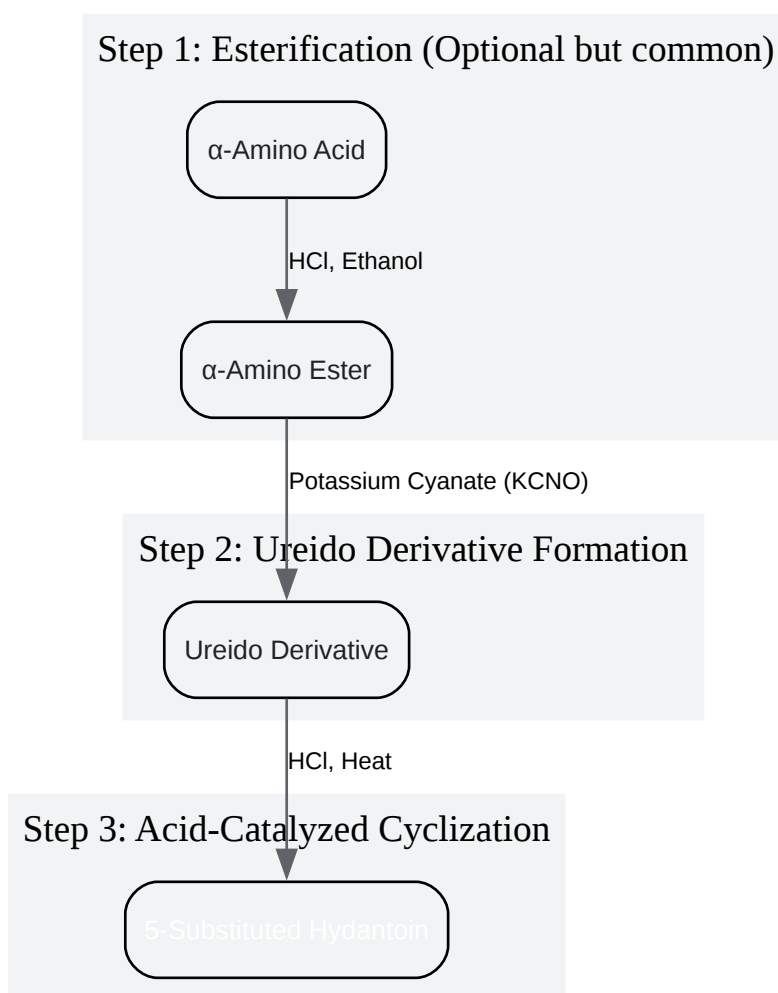 Step 1: Esterification (Optional but common)
α-Amino Acid
HCl, Ethanol
α-Amino Ester
Potassium Cyanate (KCNO)
Step 2: Ureido Derivative Formation
Ureido Derivative
HCl, Heat
Step 3: Acid-Catalyzed Cyclization
5-Substituted Hydantoin